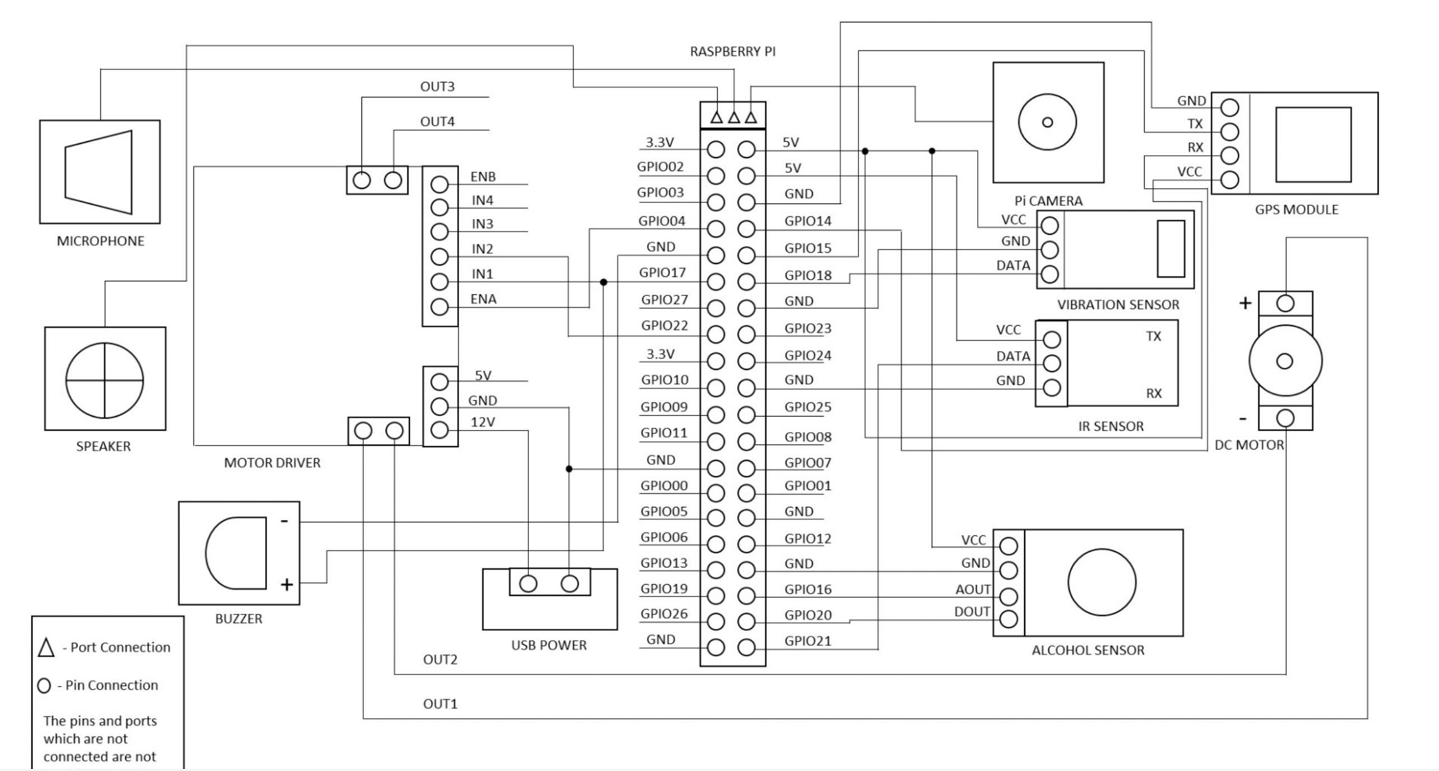 RASPBERRY PI
OUT3
OUT4
MICROPHONE
SPEAKER
ENB
IN4
IN3
IN2
IN1
ENA
5V
GND
12V
MOTOR DRIVER
-
+
BUZZER
USB POWER
OUT2
OUT1
3.3V
GPIO02
GPIO03
GPIO04
GND
GPIO17
GPIO27
GPIO22
3.3V
GPIO10
GPIO09
GPIO11
GND
GPIO00
GPIO05
GPIO06
GPIO13
GPIO19
GPIO26
GND
5V
5V
GND
GPIO14
GPIO15
GPIO18
GND
GPIO23
GPIO24
GND
GPIO25
GPIO08
GPIO07
GPIO01
GND
GPIO12
GND
GPIO16
GPIO20
GPIO21
Pi CAMERA
GND
TX
RX
VCC
GPS MODULE
VCC
GND
DATA
VIBRATION SENSOR
VCC
DATA
GND
TX
RX
IR SENSOR
+
-
DC MOTOR
VCC
GND
AOUT
DOUT
ALCOHOL SENSOR
- Port Connection
- Pin Connection
The pins and ports
which are not
connected are not